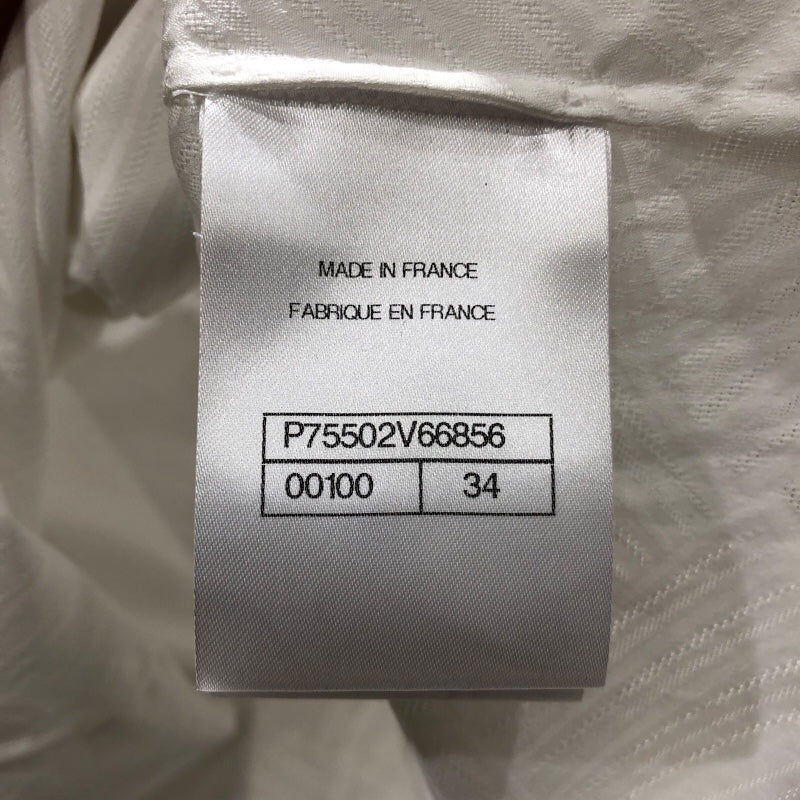 MADE IN FRANCE
FABRIQUE EN FRANCE
P75502V66856
00100 34